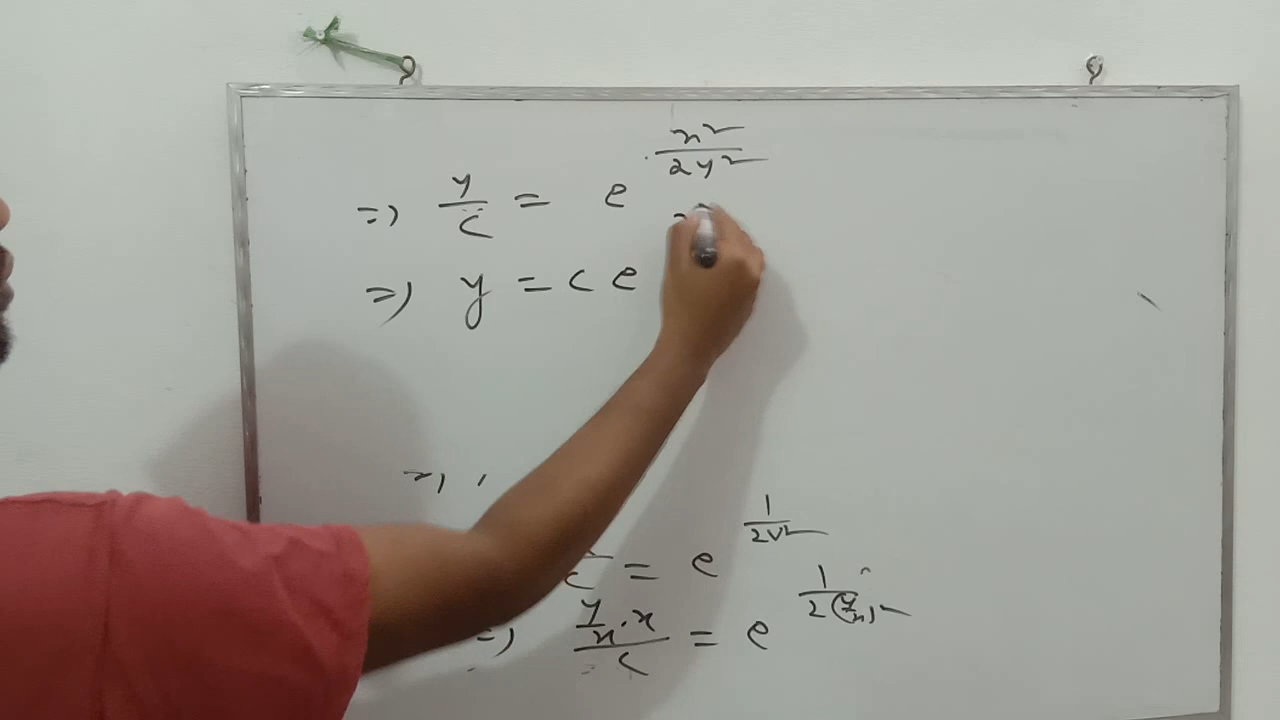 ⇒ y/c = e^(x²/2y²)
⇒ y = c e
⇒
/c = e^(1/2v²)
⇒ (y/x · x)/c = e^(1/2(y/x)²)